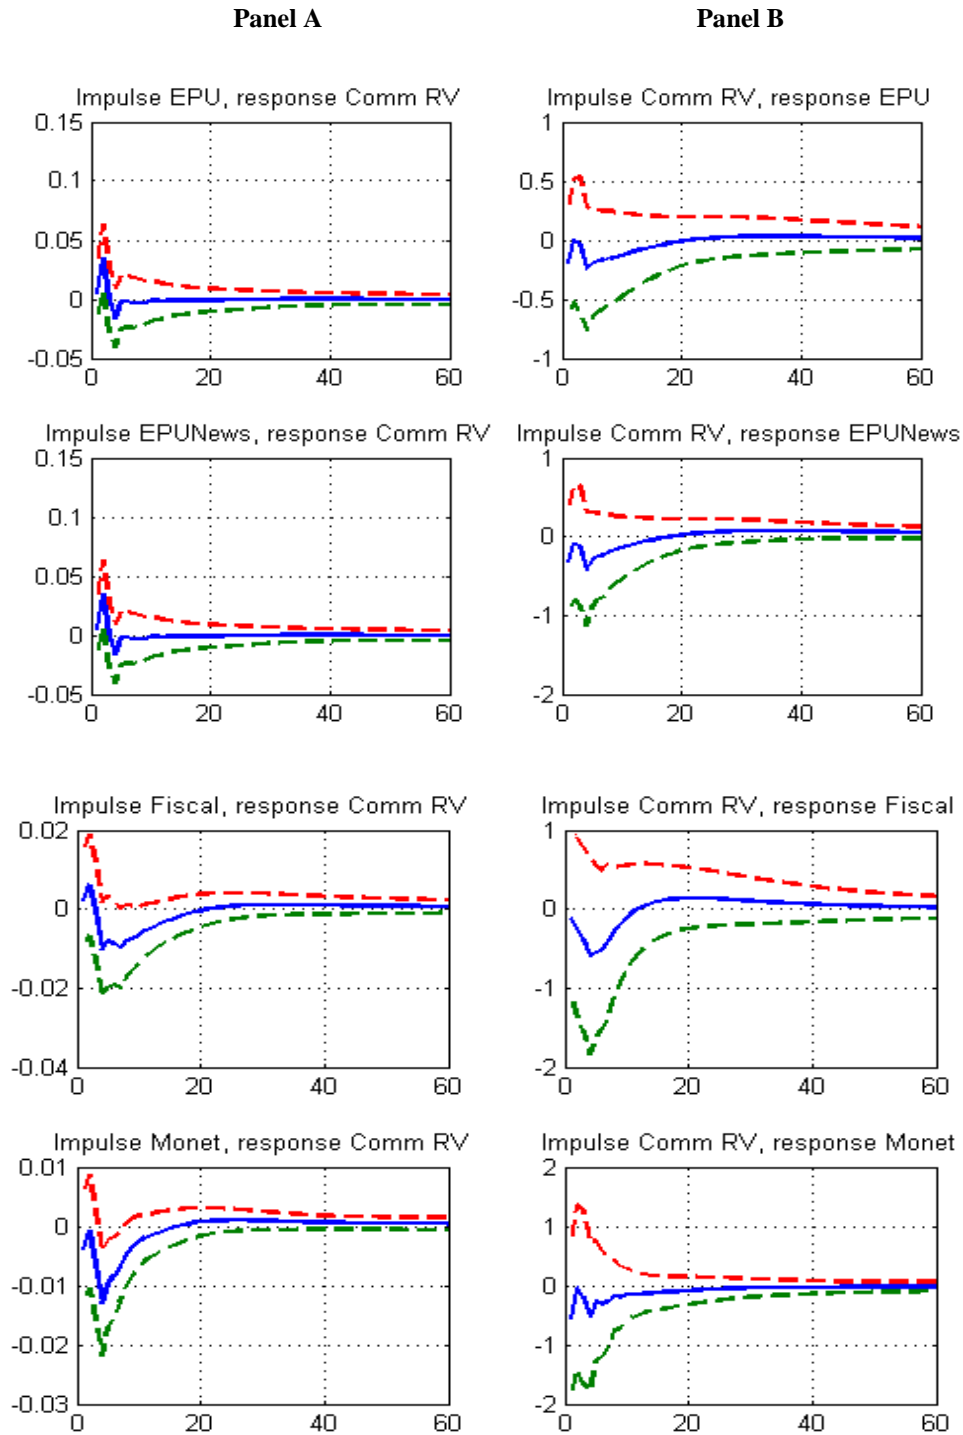 Panel A
Panel B
Impulse EPU, response Comm RV
0.15
0.1
0.05
0
-0.05
0 20 40 60
Impulse Comm RV, response EPU
1
0.5
0
-0.5
-1
0 20 40 60
Impulse EPUNews, response Comm RV
0.15
0.1
0.05
0
-0.05
0 20 40 60
Impulse Comm RV, response EPUNews
1
0
-1
-2
0 20 40 60
Impulse Fiscal, response Comm RV
0.02
0
-0.02
-0.04
0 20 40 60
Impulse Comm RV, response Fiscal
1
0
-1
-2
0 20 40 60
Impulse Monet, response Comm RV
0.01
0
-0.01
-0.02
-0.03
0 20 40 60
Impulse Comm RV, response Monet
2
1
0
-1
-2
0 20 40 60